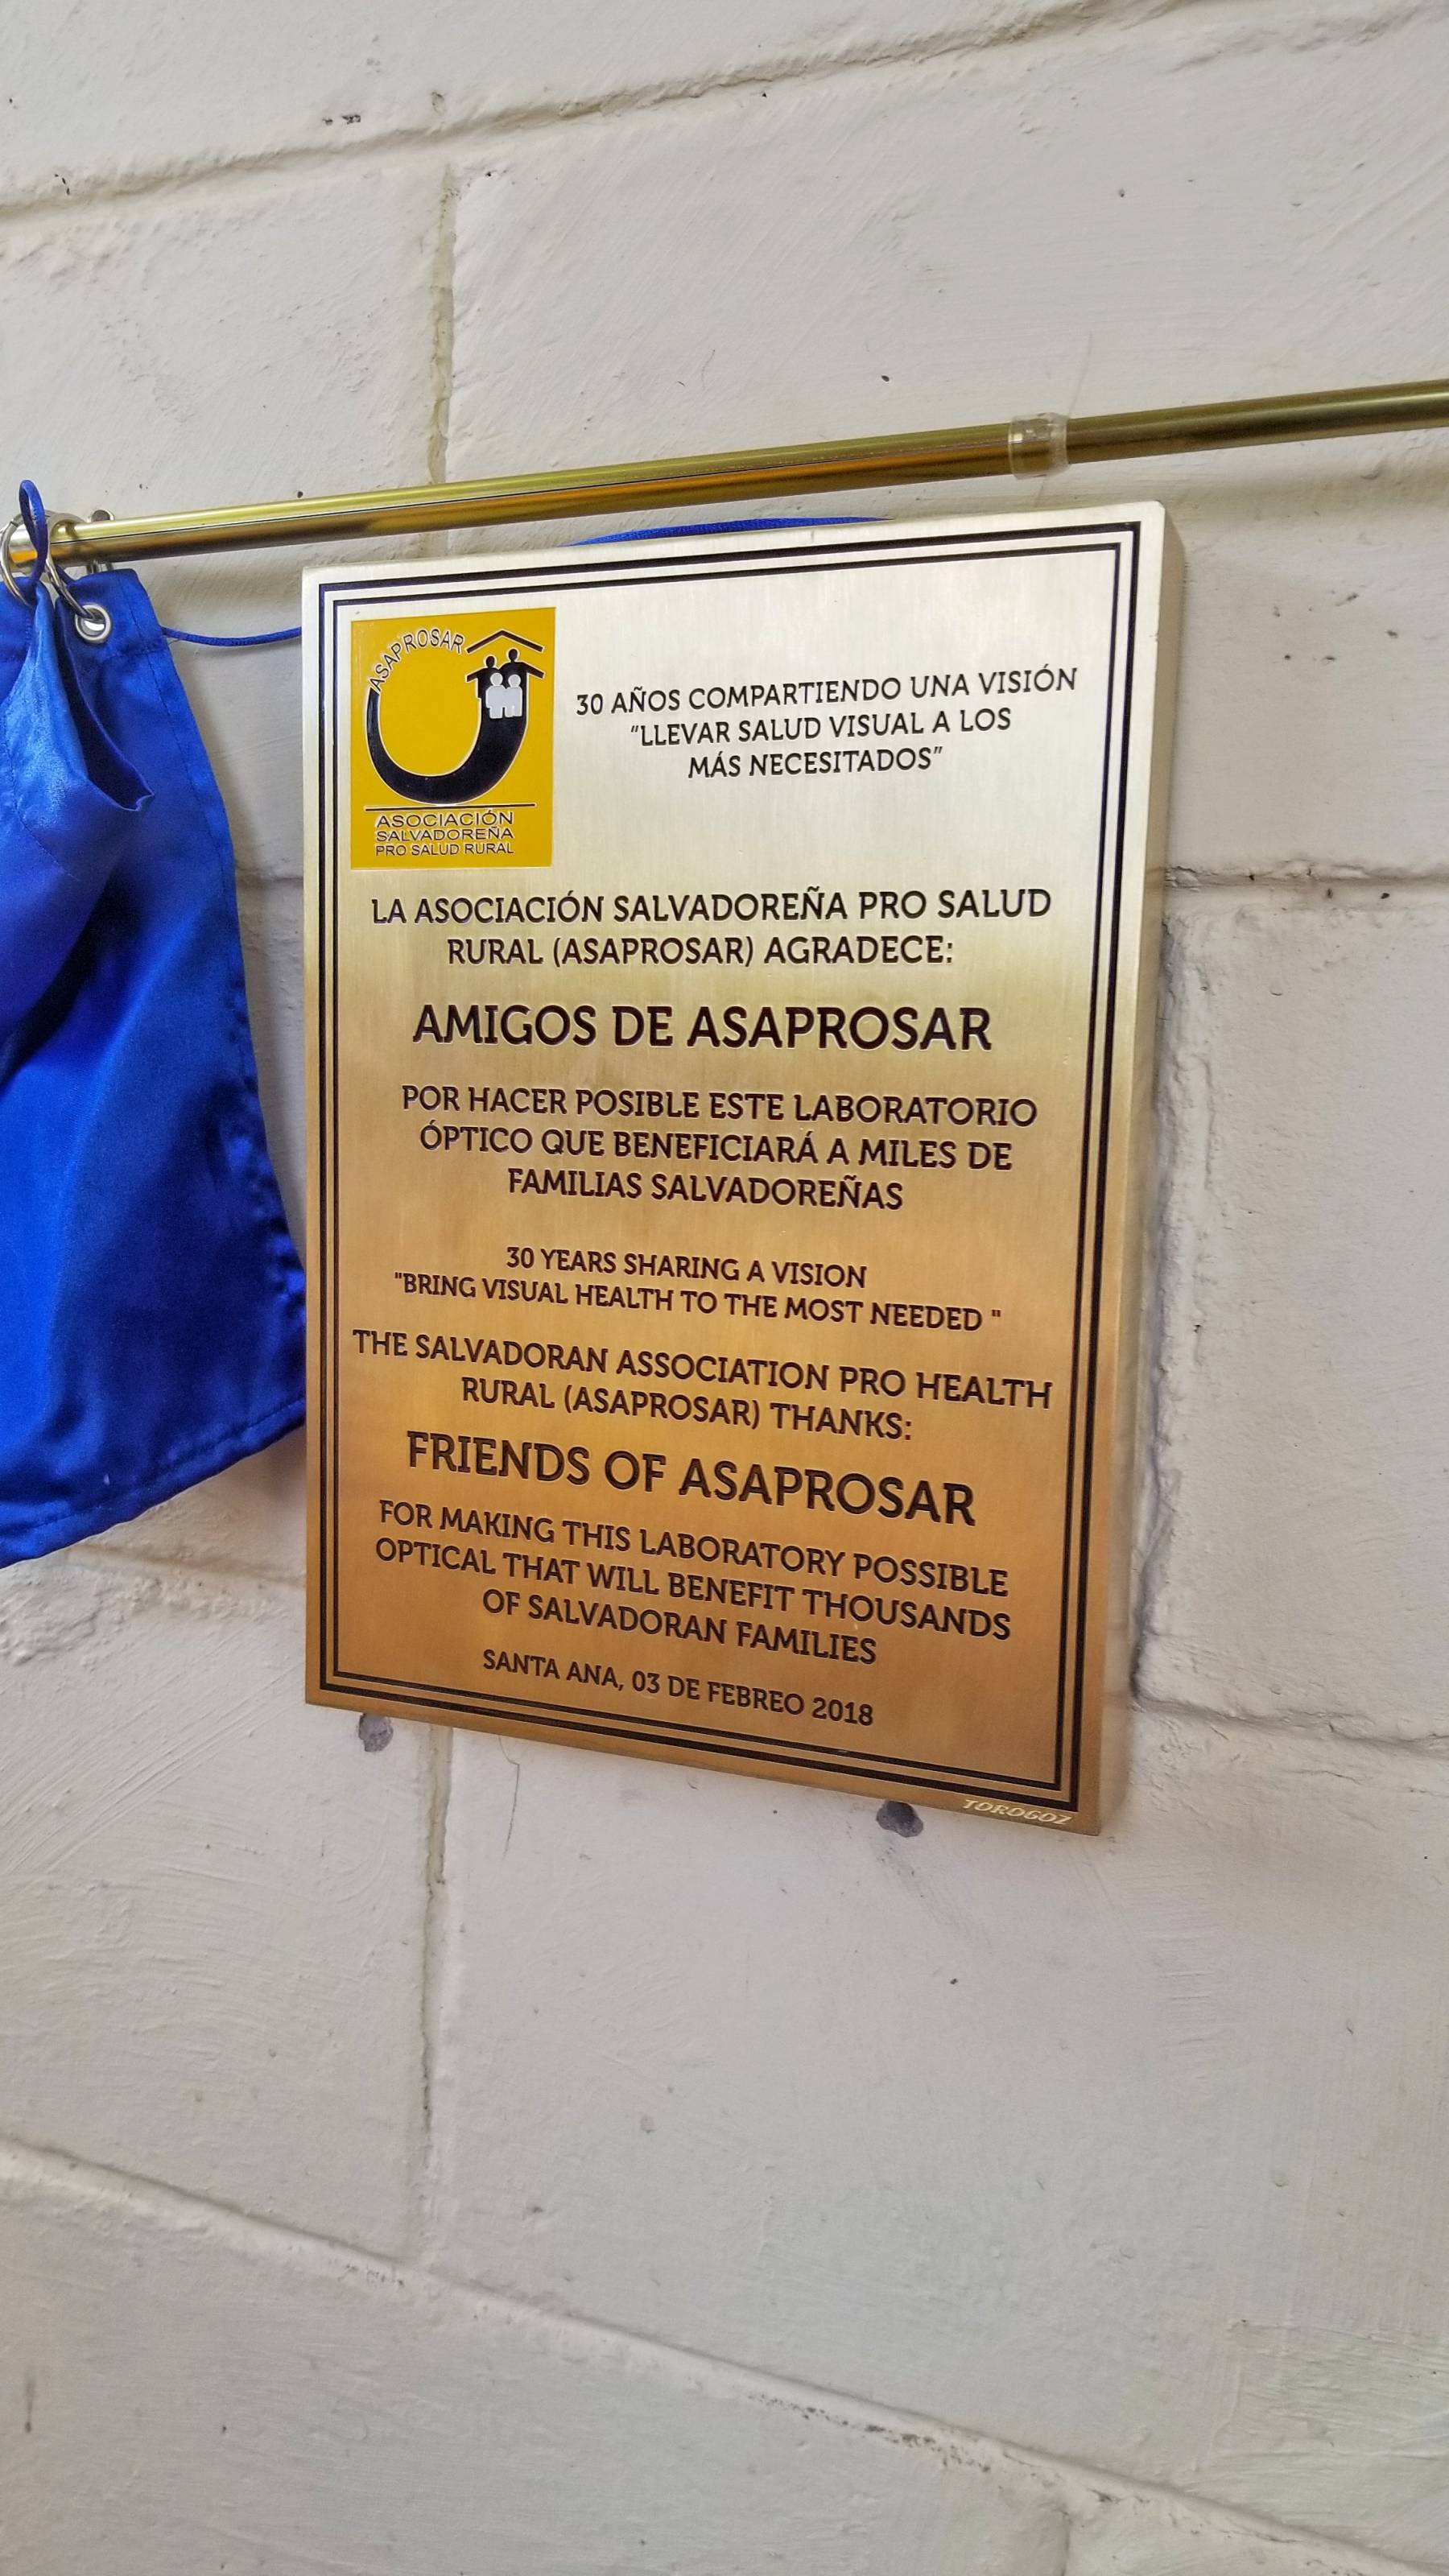 ASAPROSAR
ASOCIACIÓN
SALVADOREÑA
PRO SALUD RURAL
30 AÑOS COMPARTIENDO UNA VISIÓN
“LLEVAR SALUD VISUAL A LOS
MÁS NECESITADOS”
LA ASOCIACIÓN SALVADOREÑA PRO SALUD
RURAL (ASAPROSAR) AGRADECE:
AMIGOS DE ASAPROSAR
POR HACER POSIBLE ESTE LABORATORIO
ÓPTICO QUE BENEFICIARÁ A MILES DE
FAMILIAS SALVADOREÑAS
30 YEARS SHARING A VISION
"BRING VISUAL HEALTH TO THE MOST NEEDED "
THE SALVADORAN ASSOCIATION PRO HEALTH
RURAL (ASAPROSAR) THANKS:
FRIENDS OF ASAPROSAR
FOR MAKING THIS LABORATORY POSSIBLE
OPTICAL THAT WILL BENEFIT THOUSANDS
OF SALVADORAN FAMILIES
SANTA ANA, 03 DE FEBREO 2018
TOROGOZ